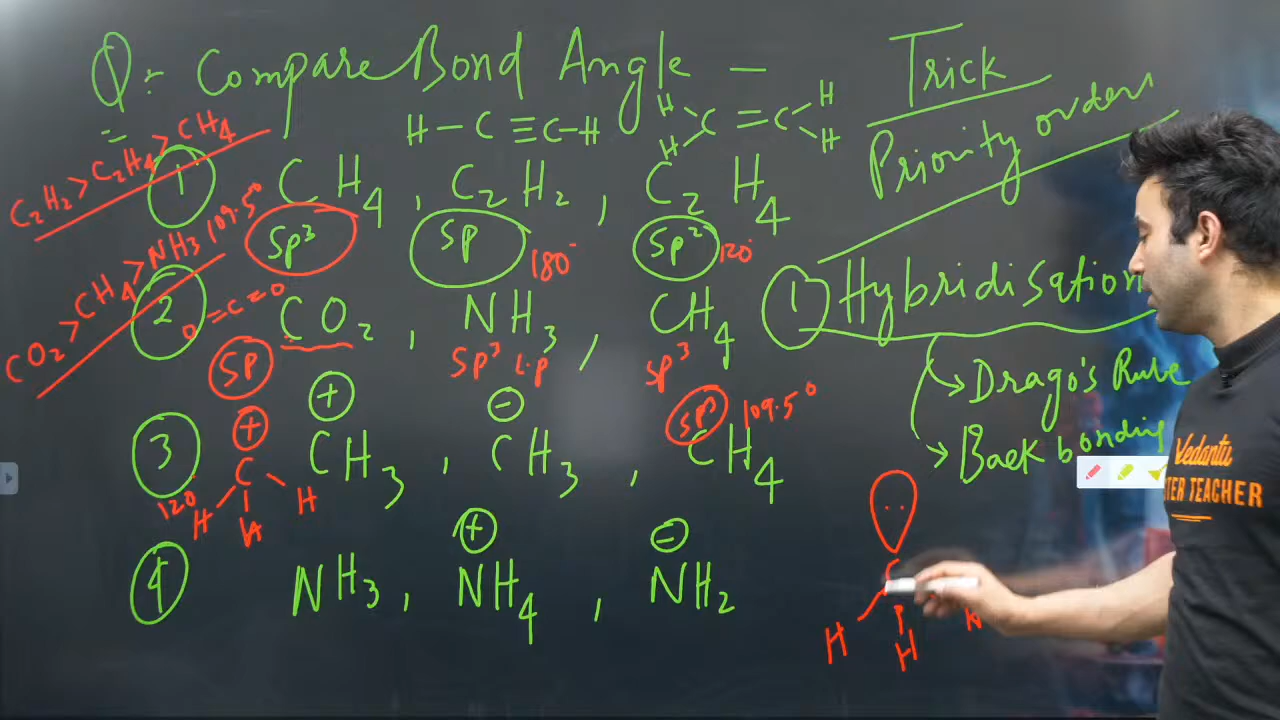 Q:- Compare Bond Angle — Trick
Priority orders
H-C≡C-H
H H C=C H H
C2H2 > C2H4 > CH4
1 CH4, C2H2, C2H4
sp³ sp 180° sp² 120°
1 Hybridisation
Drago's Rule
Back bonding
CO2 > CH4 > NH3 109.5°
2 CO2, NH3, CH4
O=C=O
sp sp³ l.p sp³
sp³ 109.5°
3 CH3 ⊕, CH3 ⊖, CH4
⊕
C
120° H H H
4 NH3, NH4 ⊕, NH2 ⊖
..
H H H
Vedantu
TER TEACHER